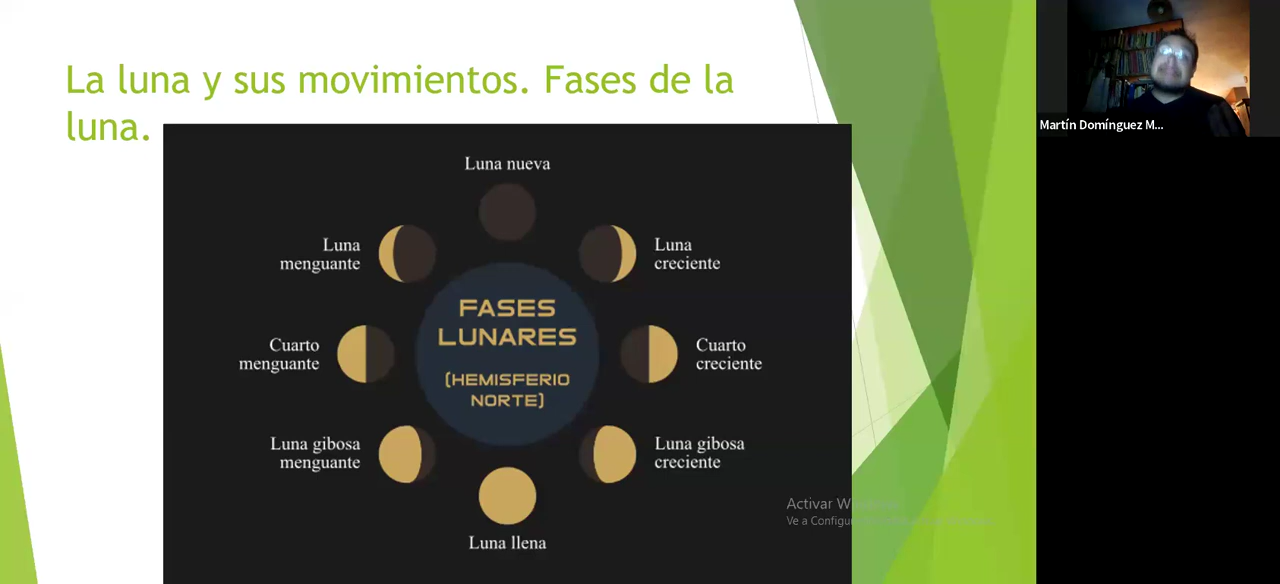 La luna y sus movimientos. Fases de la
luna.
Luna nueva
Luna
menguante
Luna
creciente
FASES
LUNARES
(HEMISFERIO
NORTE)
Cuarto
menguante
Cuarto
creciente
Luna gibosa
menguante
Luna gibosa
creciente
Luna llena
Activar
Ve a
Martín Domínguez M...